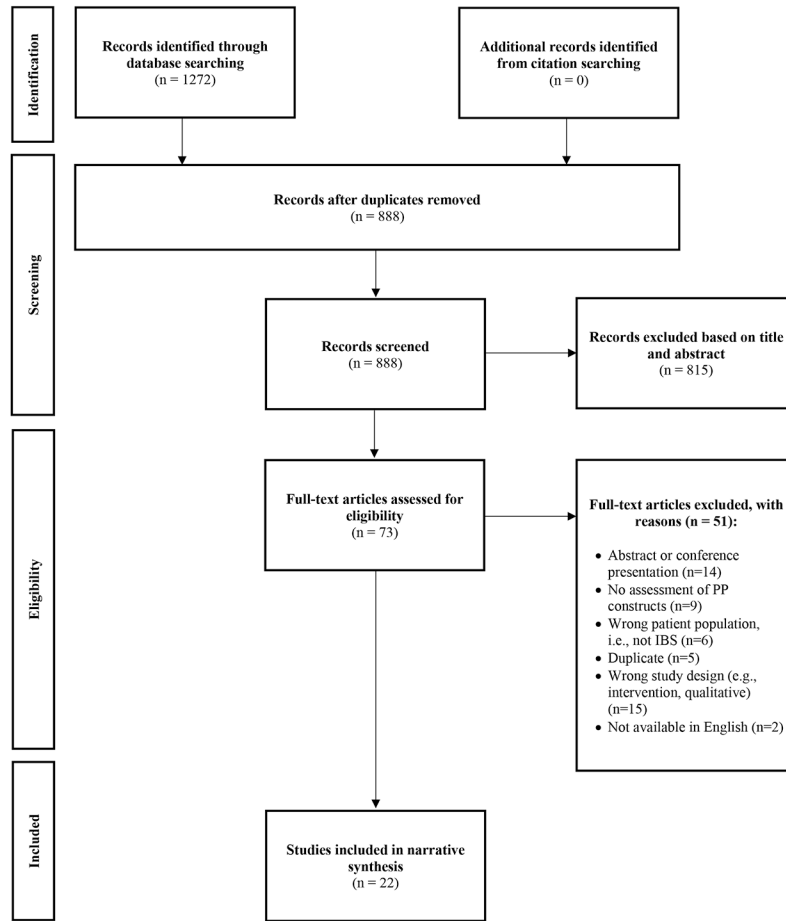 Identification
Records identified through
database searching
(n = 1272)
Additional records identified
from citation searching
(n = 0)
Screening
Records after duplicates removed
(n = 888)
Records screened
(n = 888)
Records excluded based on title
and abstract
(n = 815)
Eligibility
Full-text articles assessed for
eligibility
(n = 73)
Full-text articles excluded, with
reasons (n = 51):
• Abstract or conference
presentation (n=14)
• No assessment of PP
constructs (n=9)
• Wrong patient population,
i.e., not IBS (n=6)
• Duplicate (n=5)
• Wrong study design (e.g.,
intervention, qualitative)
(n=15)
• Not available in English (n=2)
Included
Studies included in narrative
synthesis
(n = 22)